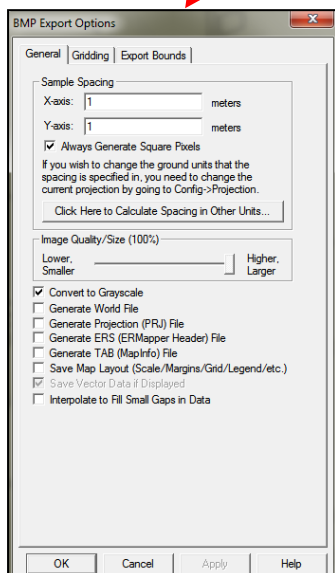 BMP Export Options
General Gridding Export Bounds
Sample Spacing
X-axis: 1 meters
Y-axis: 1 meters
Always Generate Square Pixels
If you wish to change the ground units that the
spacing is specified in, you need to change the
current projection by going to Config->Projection.
Click Here to Calculate Spacing in Other Units...
Image Quality/Size (100%)
Lower, Higher,
Smaller Larger
Convert to Grayscale
Generate World File
Generate Projection (PRJ) File
Generate ERS (ERMapper Header) File
Generate TAB (MapInfo) File
Save Map Layout (Scale/Margins/Grid/Legend/etc.)
Save Vector Data if Displayed
Interpolate to Fill Small Gaps in Data
OK Cancel Apply Help